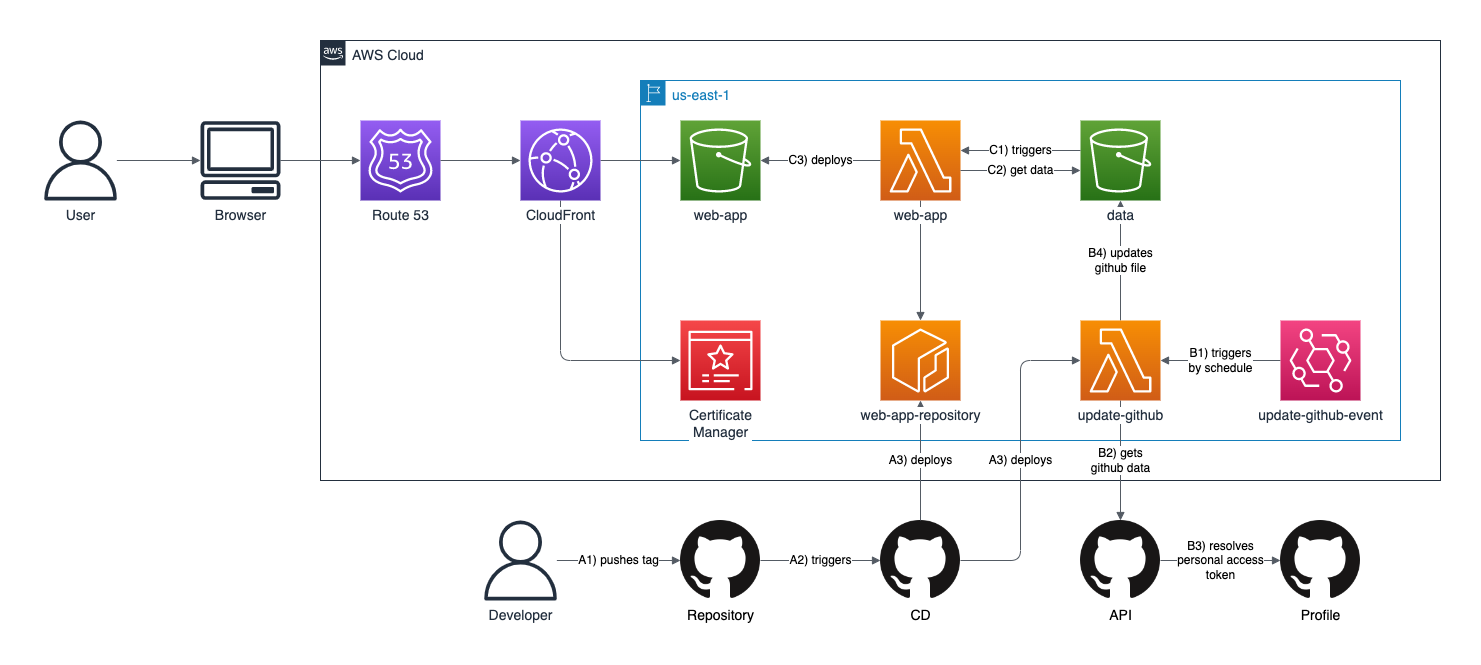 aws
AWS Cloud
us-east-1
53
C3) deploys
C1) triggers
C2) get data
User
Browser
Route 53
CloudFront
web-app
web-app
data
B4) updates
github file
B1) triggers
by schedule
Certificate
Manager
web-app-repository
update-github
update-github-event
A3) deploys
A3) deploys
B2) gets
github data
A1) pushes tag
A2) triggers
B3) resolves
personal access
token
Developer
Repository
CD
API
Profile